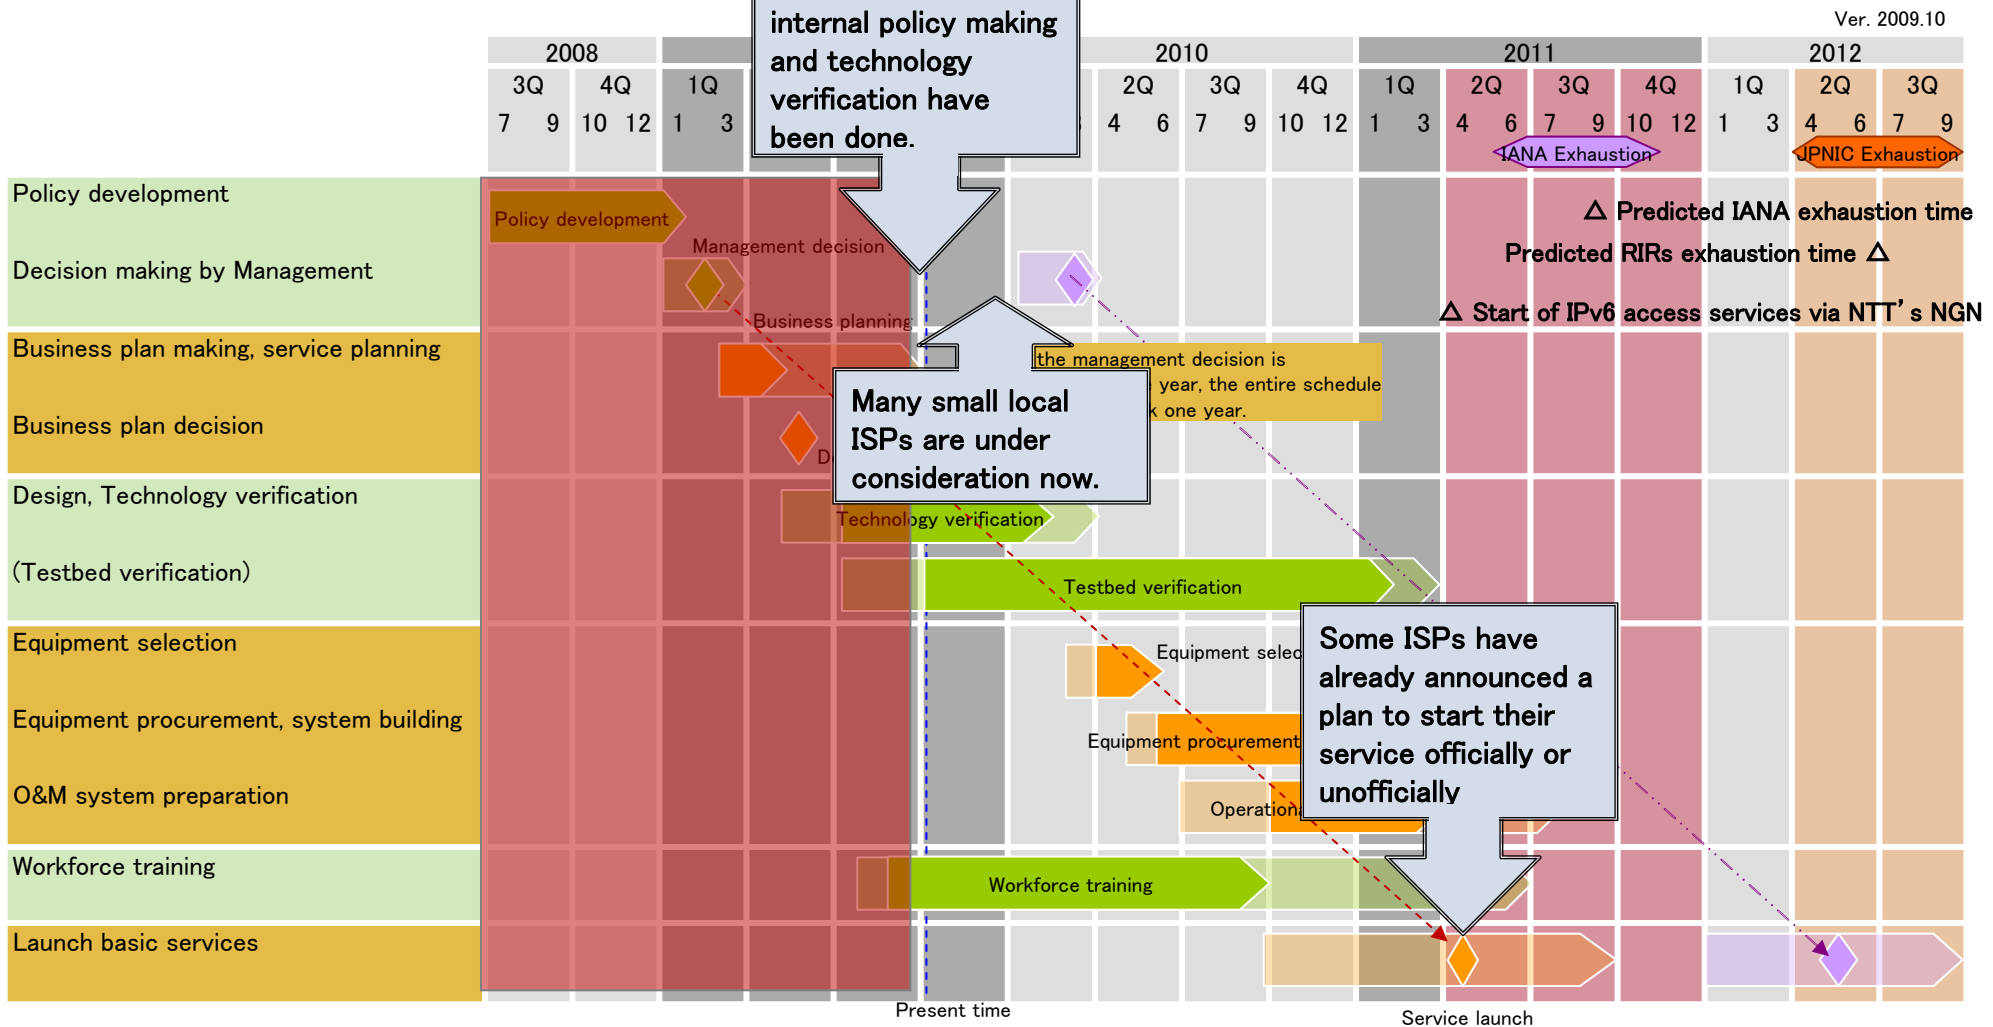 Ver. 2009.10
internal policy making
and technology
verification have
been done.
2008
2010
2011
2012
3Q 4Q 1Q 2Q 3Q 4Q 1Q 2Q 3Q 4Q 1Q 2Q 3Q
7 9 10 12 1 3 4 6 7 9 10 12 1 3 4 6 7 9 10 12 1 3 4 6 7 9
IANA Exhaustion
JPNIC Exhaustion
Policy development
Policy development
△ Predicted IANA exhaustion time
Management decision
Predicted RIRs exhaustion time △
Decision making by Management
△ Start of IPv6 access services via NTT's NGN
Business planning
Business plan making, service planning
the management decision is
year, the entire schedule
one year.
Many small local
ISPs are under
consideration now.
Business plan decision
Design, Technology verification
Technology verification
(Testbed verification)
Testbed verification
Equipment selection
Equipment
Some ISPs have
already announced a
plan to start their
service officially or
unofficially
Equipment procurement, system building
Equipment procurement
O&M system preparation
Workforce training
Workforce training
Launch basic services
Present time
Service launch